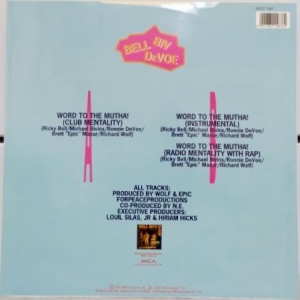 BELL BIV
DeVOE
WORD TO THE MUTHA!
(CLUB MENTALITY)
(Ricky Bell/Michael Bivins/Ronnie DeVoe/
Brett "Epic" Mazur/Richard Wolf)
WORD TO THE MUTHA!
(INSTRUMENTAL)
(Ricky Bell/Michael Bivins/Ronnie DeVoe/
Brett "Epic" Mazur/Richard Wolf)
WORD TO THE MUTHA!
(RADIO MENTALITY WITH RAP)
(Ricky Bell/Michael Bivins/Ronnie DeVoe/
Brett "Epic" Mazur/Richard Wolf)
ALL TRACKS:
PRODUCED BY WOLF & EPIC
FORPEACEPRODUCTIONS
CO-PRODUCED BY N.E.
EXECUTIVE PRODUCERS:
LOUIL SILAS, JR & HIRIAM HICKS
MCA